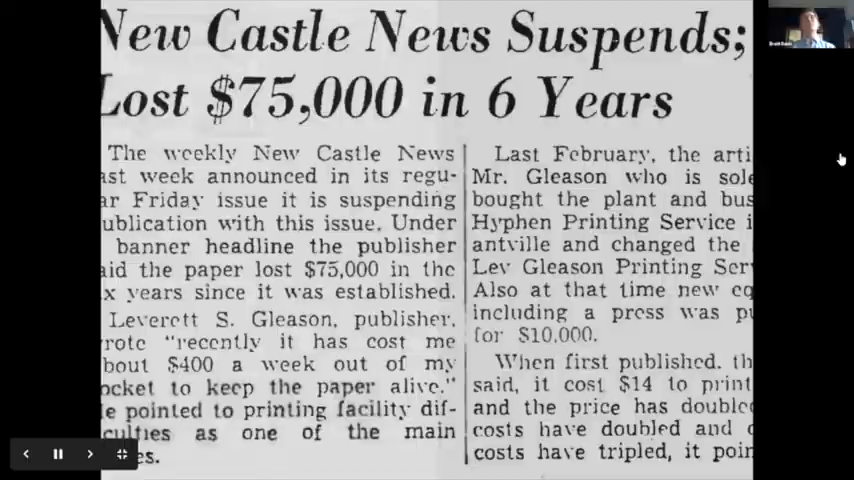 New Castle News Suspends;
Lost $75,000 in 6 Years
The weekly New Castle News
ast week announced in its regu-
ar Friday issue it is suspending
ublication with this issue. Under
banner headline the publisher
aid the paper lost $75,000 in the
x years since it was established.
Leverett S. Gleason, publisher,
rote "recently it has cost me
bout $400 a week out of my
ocket to keep the paper alive."
e pointed to printing facility dif-
culties as one of the main
es.
Last February, the arti
Mr. Gleason who is sole
bought the plant and bus
Hyphen Printing Service i
antville and changed the
Lev Gleason Printing Ser
Also at that time new eq
including a press was pu
for $10,000.
When first published, th
said, it cost $14 to print
and the price has doubled
costs have doubled and
costs have tripled, it poin